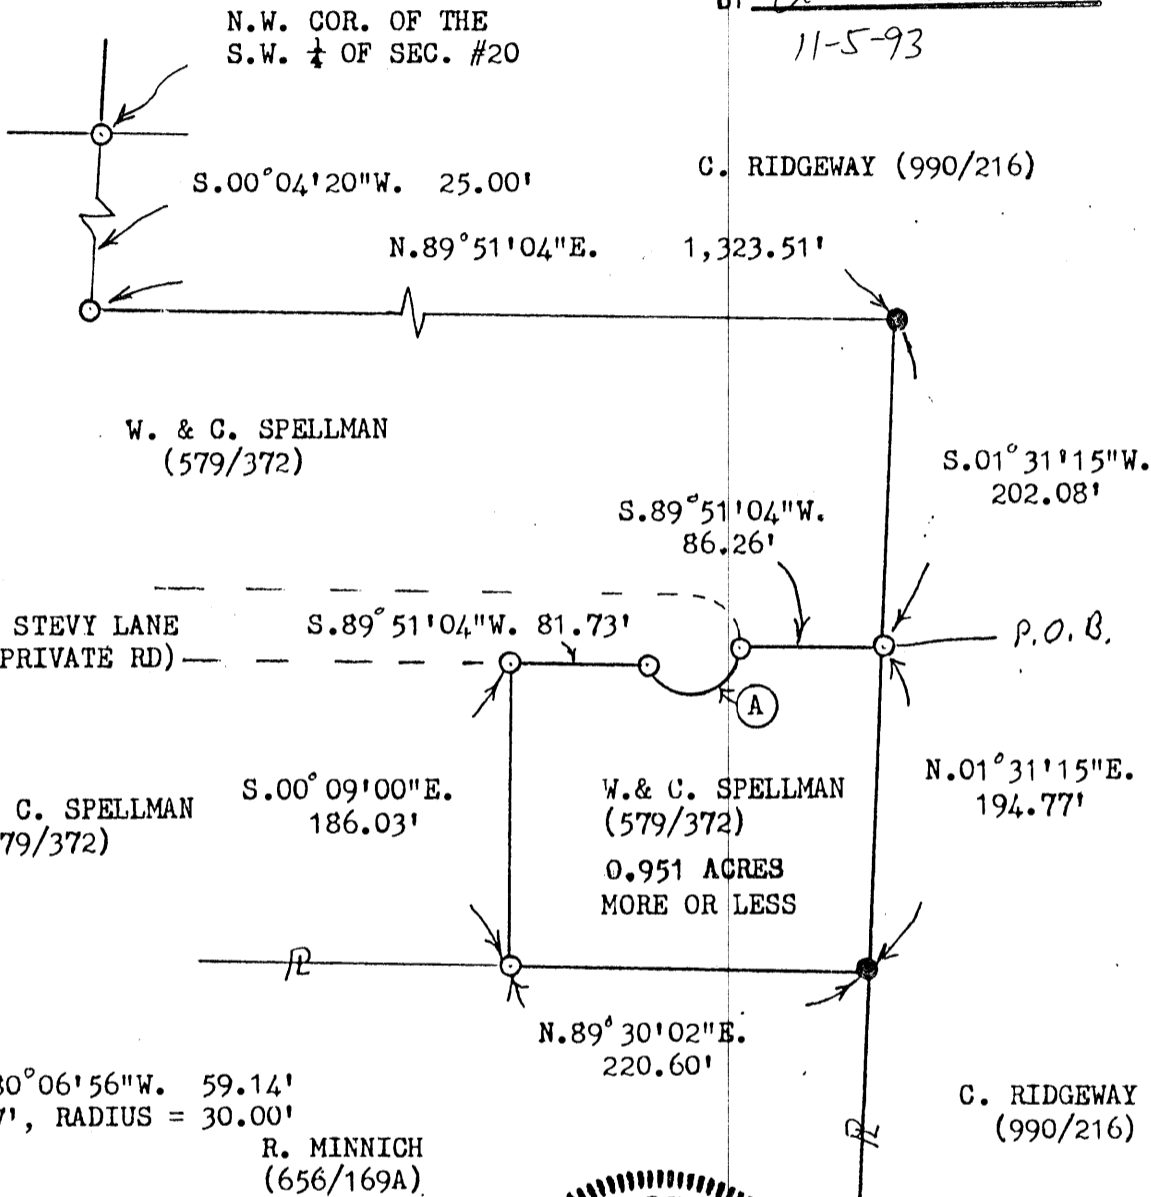 N.W. COR. OF THE
S.W. ¼ OF SEC. #20
11-5-93
C. RIDGEWAY (990/216)
S.00°04'20"W. 25.00'
N.89°51'04"E. 1,323.51'
W. & C. SPELLMAN
(579/372)
S.01°31'15"W.
202.08'
S.89°51'04"W.
86.26'
STEVY LANE
PRIVATE RD)
S.89°51'04"W. 81.73'
P.O.B.
A
S.00°09'00"E.
186.03'
W.& C. SPELLMAN
(579/372)
0.951 ACRES
MORE OR LESS
N.01°31'15"E.
194.77'
C. SPELLMAN
79/372)
PL
N.89°30'02"E.
220.60'
0°06'56"W. 59.14'
', RADIUS = 30.00'
R. MINNICH
(656/169A)
C. RIDGEWAY
(990/216)
PL